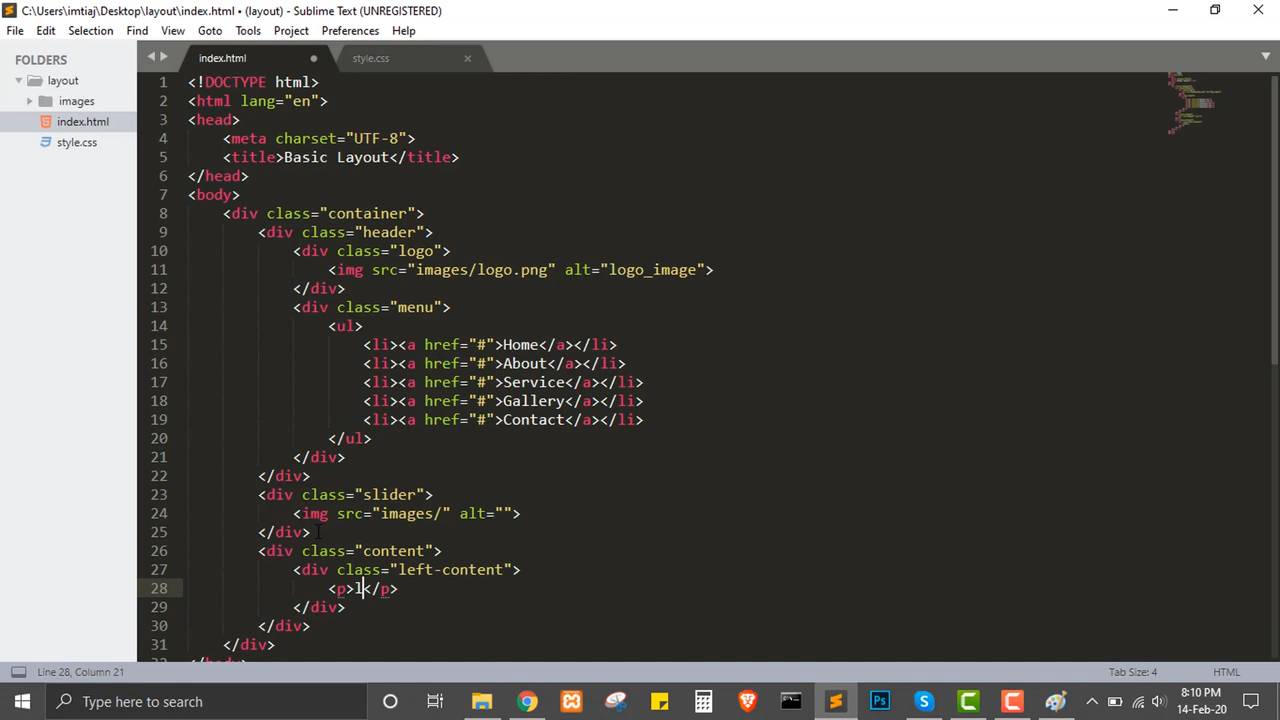 C:\Users\imtiaj\Desktop\layout\index.html • (layout) - Sublime Text (UNREGISTERED)
File Edit Selection Find View Goto Tools Project Preferences Help
FOLDERS
layout
images
index.html
style.css
index.html
style.css
1 <!DOCTYPE html>
2 <html lang="en">
3 <head>
4 <meta charset="UTF-8">
5 <title>Basic Layout</title>
6 </head>
7 <body>
8 <div class="container">
9 <div class="header">
10 <div class="logo">
11 <img src="images/logo.png" alt="logo_image">
12 </div>
13 <div class="menu">
14 <ul>
15 <li><a href="#">Home</a></li>
16 <li><a href="#">About</a></li>
17 <li><a href="#">Service</a></li>
18 <li><a href="#">Gallery</a></li>
19 <li><a href="#">Contact</a></li>
20 </ul>
21 </div>
22 </div>
23 <div class="slider">
24 <img src="images/" alt="">
25 </div>
26 <div class="content">
27 <div class="left-content">
28 <p>l</p>
29 </div>
30 </div>
31 </div>
32 </body>
Line 28, Column 21
Tab Size: 4
HTML
Type here to search
8:10 PM
14-Feb-20